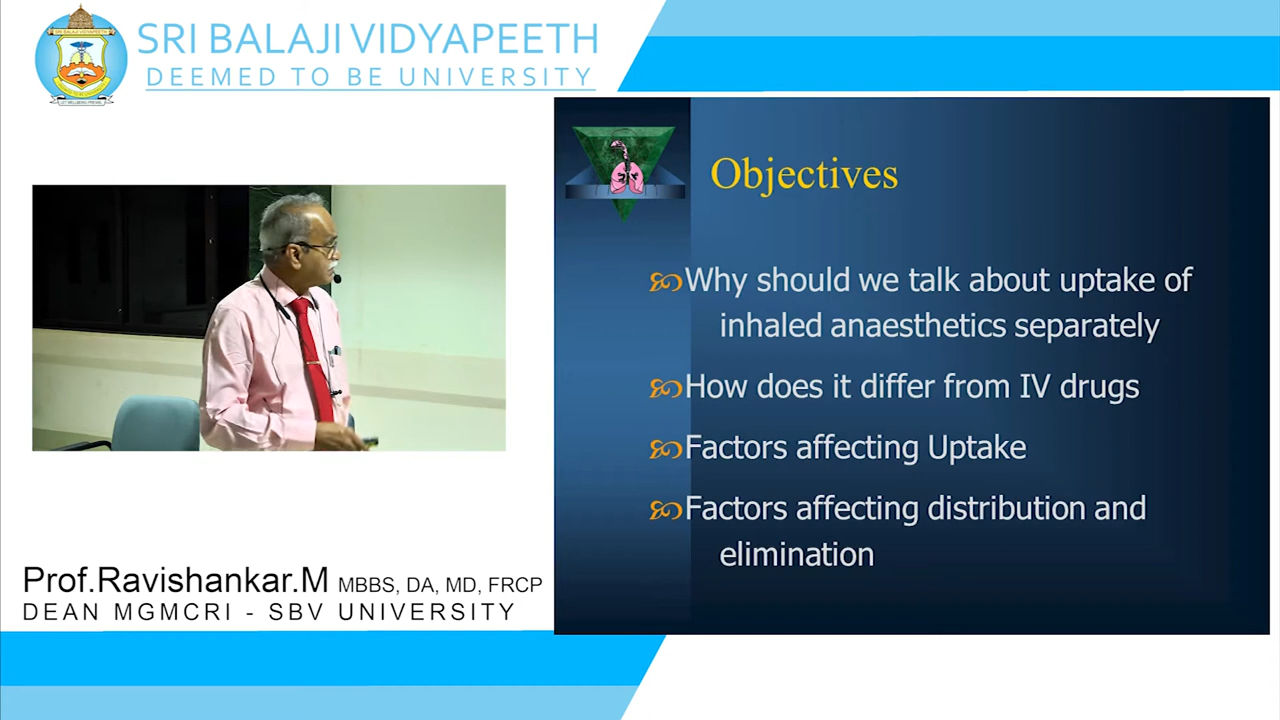 SRI BALAJI VIDYAPEETH
DEEMED TO BE UNIVERSITY
Objectives
Why should we talk about uptake of
inhaled anaesthetics separately
How does it differ from IV drugs
Factors affecting Uptake
Factors affecting distribution and
elimination
Prof.Ravishankar.M MBBS, DA, MD, FRCP
DEAN MGMCRI - SBV UNIVERSITY